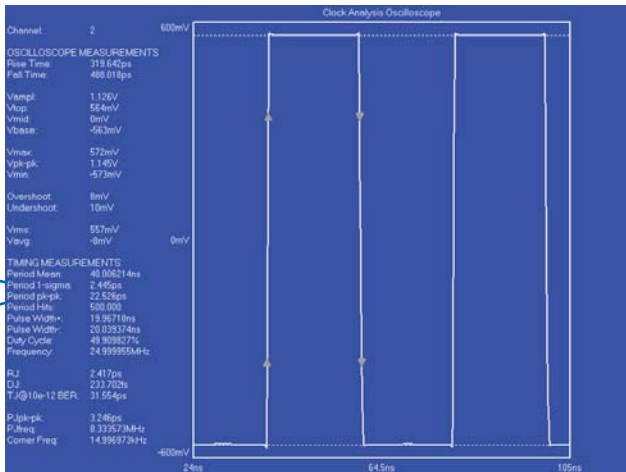 Clock Analysis Oscilloscope
Channel: 2
600mV
OSCILLOSCOPE MEASUREMENTS
Rise Time: 319.642ps
Fall Time: 488.018ps
Vampl: 1.126V
Vtop: 564mV
Vmid: 0mV
Vbase: -563mV
Vmax: 572mV
Vpk-pk: 1.145V
Vmin: -573mV
Overshoot: 8mV
Undershoot: 10mV
Vrms: 557mV
Vavg: -8mV
0mV
TIMING MEASUREMENTS
Period Mean: 40.006214ns
Period 1-sigma: 2.445ps
Period pk-pk: 22.526ps
Period Hits: 500,000
Pulse Width+: 19.96718ns
Pulse Width-: 20.039374ns
Duty Cycle: 49.909827%
Frequency: 24.999955MHz
RJ: 2.417ps
DJ: 233.702fs
TJ@10e-12 BER: 31.554ps
PJpk-pk: 3.246ps
PJfreq: 8.333573MHz
Corner Freq: 14.996973kHz
-600mV
24ns 64.5ns 105ns